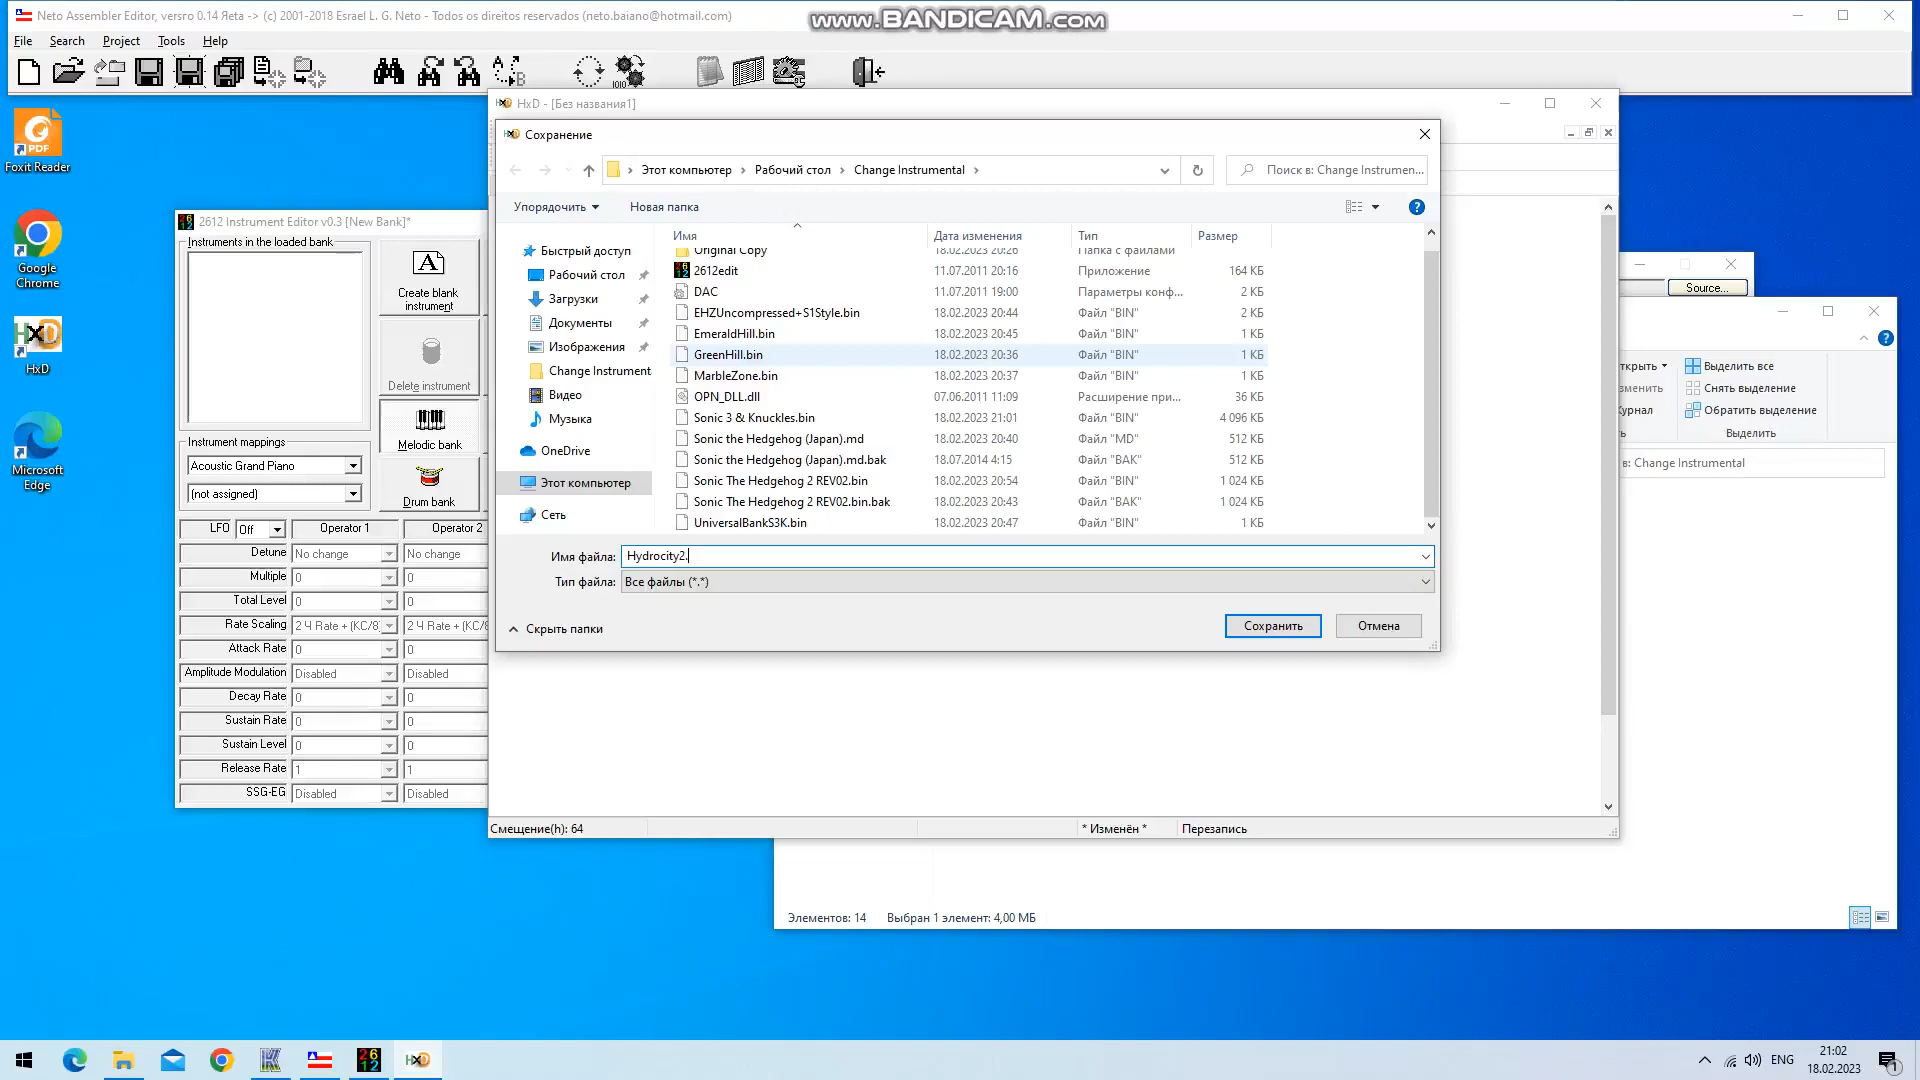 Neto Assembler Editor, versro 0.14 Яeta -> (c) 2001-2018 Esrael L. G. Neto - Todos os direitos reservados (neto.baiano@hotmail.com)
www.BANDICAM.com
File Search Project Tools Help
Foxit Reader
Google Chrome
HxD
Microsoft Edge
2612 Instrument Editor v0.3 [New Bank]*
Instruments in the loaded bank
Create blank instrument
Delete instrument
Melodic bank
Drum bank
Instrument mappings
Acoustic Grand Piano
(not assigned)
LFO Off Operator 1 Operator 2
Detune No change No change
Multiple 0 0
Total Level 0 0
Rate Scaling 2 Ч Rate + (KC/8) 2 Ч Rate + (KC/8
Attack Rate 0 0
Amplitude Modulation Disabled Disabled
Decay Rate 0 0
Sustain Rate 0 0
Sustain Level 0 0
Release Rate 1 1
SSG-EG Disabled Disabled
HxD - [Без названия1]
Сохранение
Этот компьютер Рабочий стол Change Instrumental
Поиск в: Change Instrumen...
Упорядочить Новая папка
Быстрый доступ
Рабочий стол
Загрузки
Документы
Изображения
Change Instrument
Видео
Музыка
OneDrive
Этот компьютер
Сеть
Имя Дата изменения Тип Размер
Original Copy 18.02.2023 20:26 Папка с файлами
2612edit 11.07.2011 20:16 Приложение 164 КБ
DAC 11.07.2011 19:00 Параметры конф... 2 КБ
EHZUncompressed+S1Style.bin 18.02.2023 20:44 Файл "BIN" 2 КБ
EmeraldHill.bin 18.02.2023 20:45 Файл "BIN" 1 КБ
GreenHill.bin 18.02.2023 20:36 Файл "BIN" 1 КБ
MarbleZone.bin 18.02.2023 20:37 Файл "BIN" 1 КБ
OPN_DLL.dll 07.06.2011 11:09 Расширение при... 36 КБ
Sonic 3 & Knuckles.bin 18.02.2023 21:01 Файл "BIN" 4 096 КБ
Sonic the Hedgehog (Japan).md 18.02.2023 20:40 Файл "MD" 512 КБ
Sonic the Hedgehog (Japan).md.bak 18.07.2014 4:15 Файл "BAK" 512 КБ
Sonic The Hedgehog 2 REV02.bin 18.02.2023 20:54 Файл "BIN" 1 024 КБ
Sonic The Hedgehog 2 REV02.bin.bak 18.02.2023 20:43 Файл "BAK" 1 024 КБ
UniversalBankS3K.bin 18.02.2023 20:47 Файл "BIN" 1 КБ
Имя файла: Hydrocity2.
Тип файла: Все файлы (*.*)
Скрыть папки
Сохранить Отмена
Смещение(h): 64 * Изменён * Перезапись
Source...
крыть Выделить все
менить Снять выделение
Журнал Обратить выделение
Выделить
в: Change Instrumental
Элементов: 14 Выбран 1 элемент: 4,00 МБ
ENG 21:02
18.02.2023
1